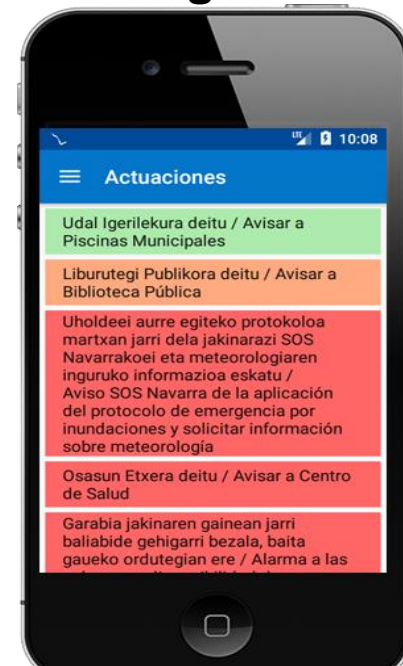 10:08
Actuaciones
Udal Igerilekura deitu / Avisar a
Piscinas Municipales
Liburutegi Publikora deitu / Avisar a
Biblioteca Pública
Uholdeei aurre egiteko protokoloa
martxan jarri dela jakinarazi SOS
Navarrakoei eta meteorologiaren
inguruko informazioa eskatu /
Aviso SOS Navarra de la aplicación
del protocolo de emergencia por
inundaciones y solicitar información
sobre meteorología
Osasun Etxera deitu / Avisar a Centro
de Salud
Garabia jakinaren gainean jarri
baliabide gehigarri bezala, baita
gaueko ordutegian ere / Alarma a las